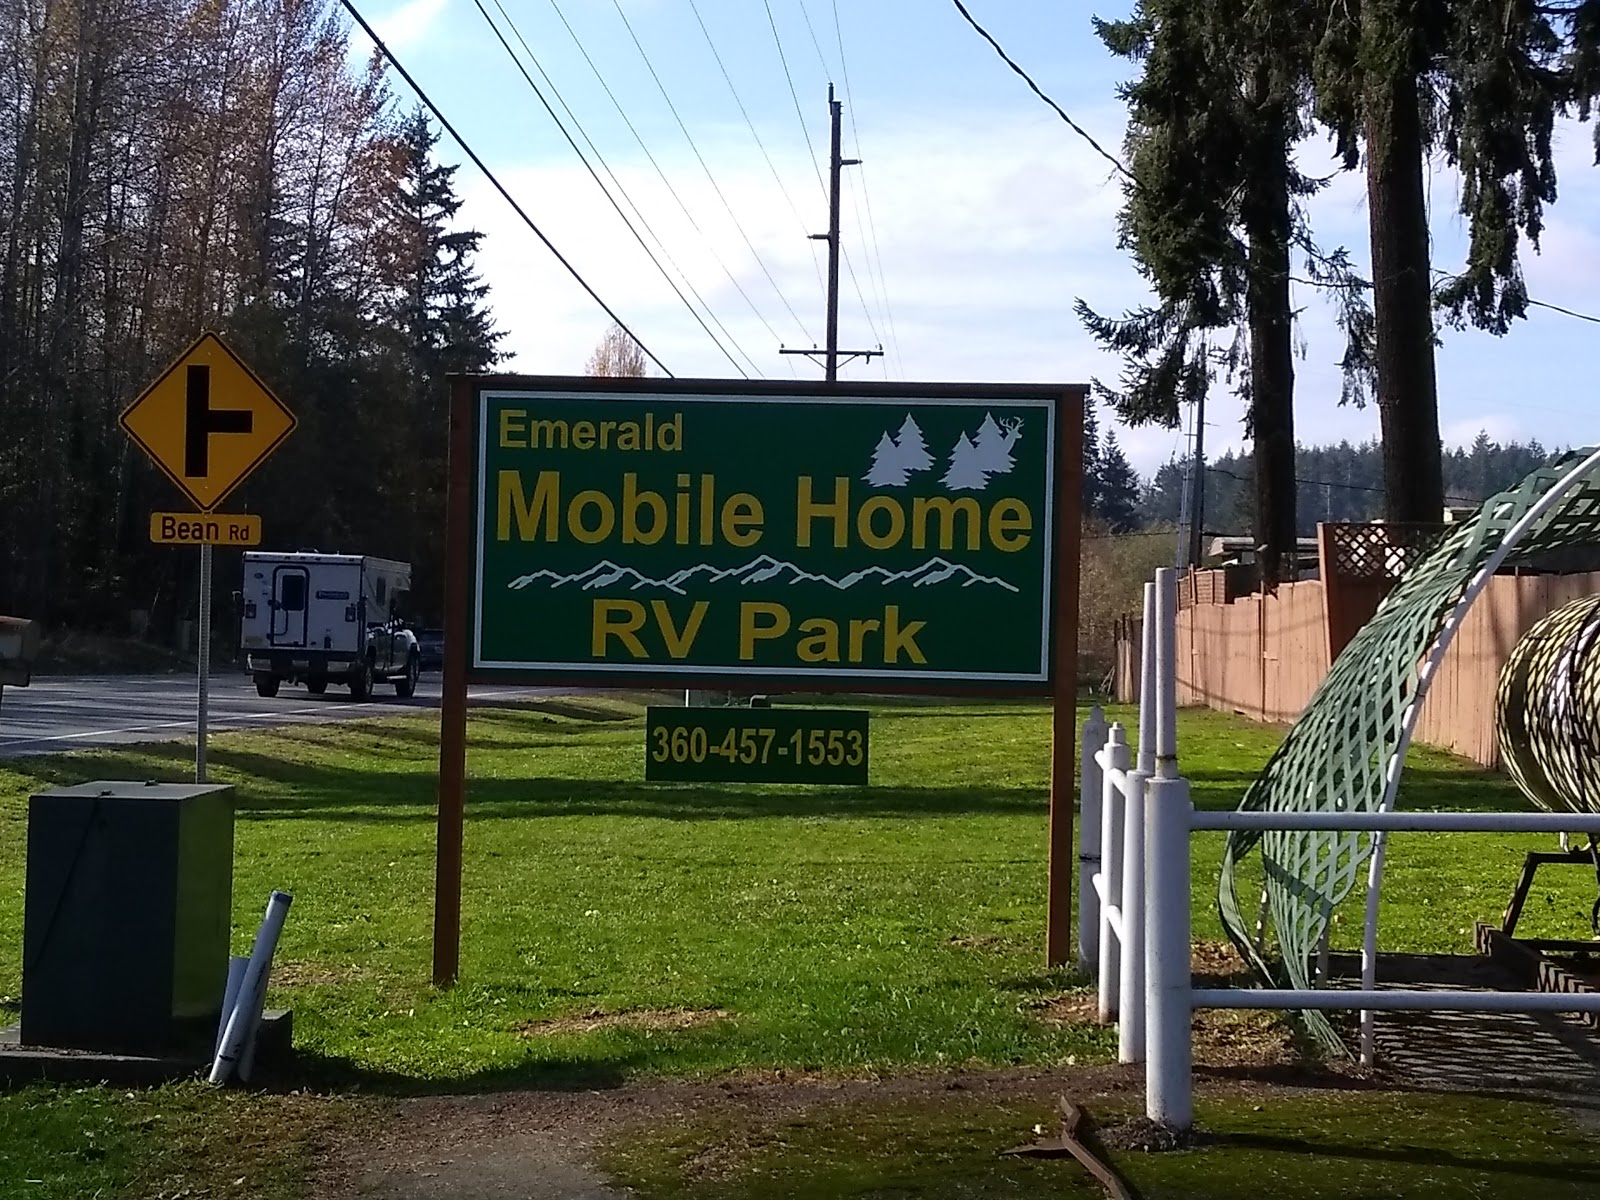 Emerald
Mobile Home
RV Park
360-457-1553
Bean Rd